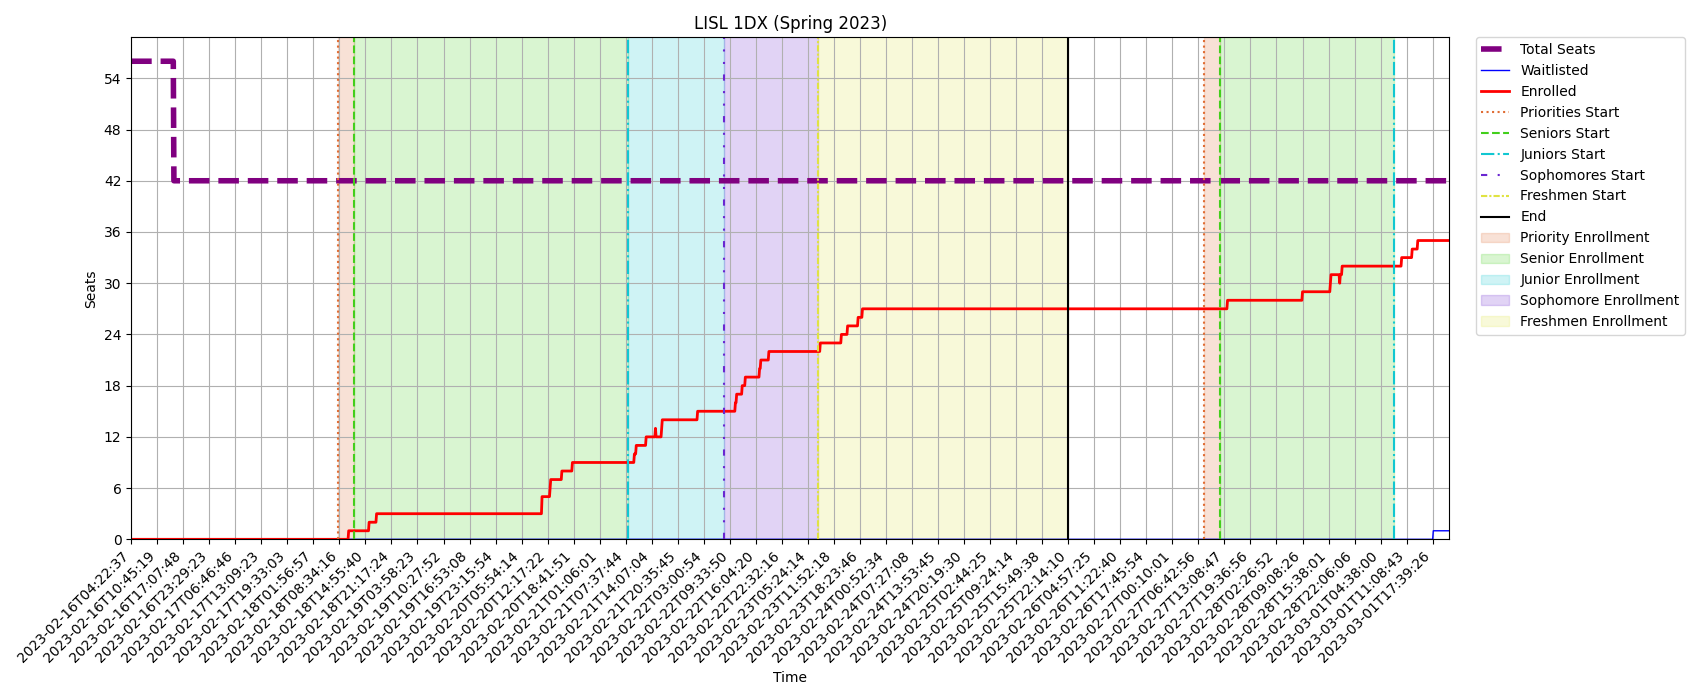 LISL 1DX (Spring 2023)
Seats
54
48
42
36
30
24
18
12
6
0
2023-02-16T04:22:37
2023-02-16T10:45:19
2023-02-16T17:07:48
2023-02-16T23:29:23
2023-02-17T06:46:46
2023-02-17T13:09:23
2023-02-17T19:33:03
2023-02-18T01:56:57
2023-02-18T08:34:16
2023-02-18T14:55:40
2023-02-18T21:17:24
2023-02-19T03:58:23
2023-02-19T10:27:52
2023-02-19T16:53:08
2023-02-19T23:15:54
2023-02-20T05:54:14
2023-02-20T12:17:22
2023-02-20T18:41:51
2023-02-21T01:06:01
2023-02-21T07:37:44
2023-02-21T14:07:04
2023-02-21T20:35:45
2023-02-22T03:00:54
2023-02-22T09:33:50
2023-02-22T16:04:20
2023-02-22T22:32:16
2023-02-23T05:24:14
2023-02-23T11:52:18
2023-02-23T18:23:46
2023-02-24T00:52:34
2023-02-24T07:27:08
2023-02-24T13:53:45
2023-02-24T20:19:30
2023-02-25T02:44:25
2023-02-25T09:24:14
2023-02-25T15:49:38
2023-02-25T22:14:10
2023-02-26T04:57:25
2023-02-26T11:22:40
2023-02-26T17:45:54
2023-02-27T00:10:01
2023-02-27T06:42:56
2023-02-27T13:08:47
2023-02-27T19:36:56
2023-02-28T02:26:52
2023-02-28T09:08:26
2023-02-28T15:38:01
2023-02-28T22:06:06
2023-03-01T04:38:00
2023-03-01T11:08:43
2023-03-01T17:39:26
Time
Total Seats
Waitlisted
Enrolled
Priorities Start
Seniors Start
Juniors Start
Sophomores Start
Freshmen Start
End
Priority Enrollment
Senior Enrollment
Junior Enrollment
Sophomore Enrollment
Freshmen Enrollment